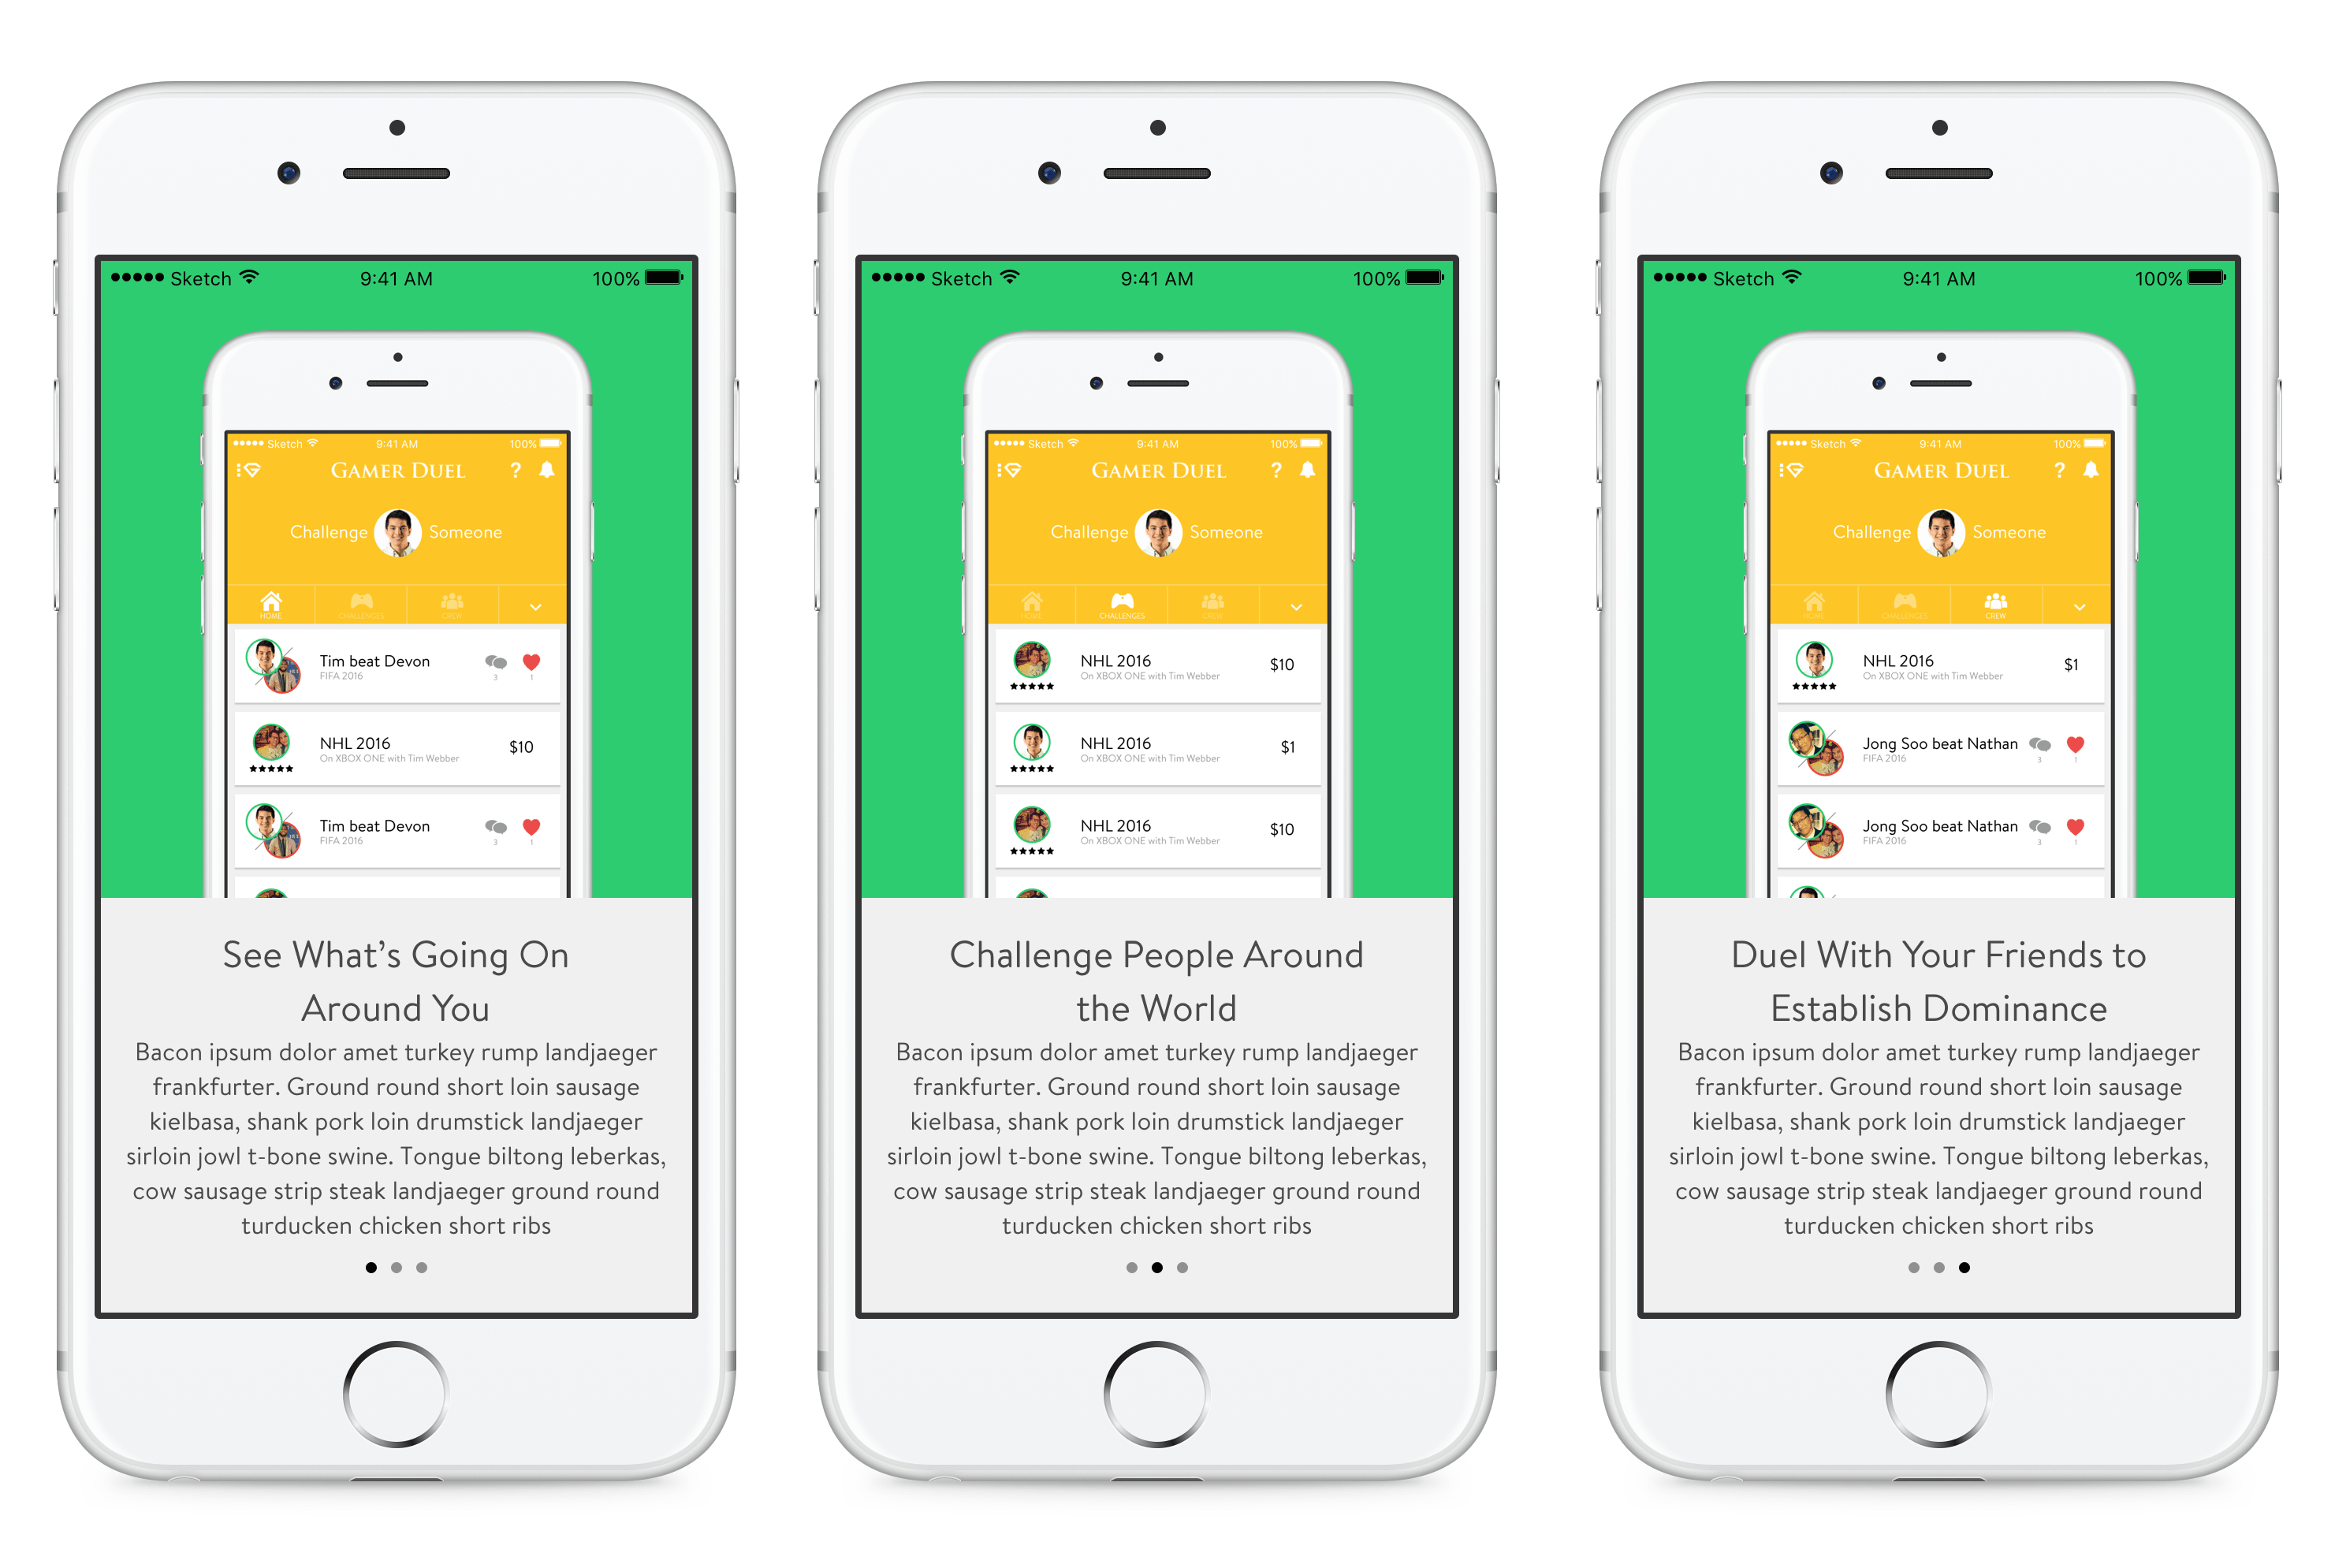 Sketch 9:41 AM 100%
Sketch 9:41 AM 100%
GAMER DUEL ?
Challenge Someone
HOME CHALLENGES CREW
Tim beat Devon
FIFA 2016
3 1
NHL 2016
On XBOX ONE with Tim Webber
$10
Tim beat Devon
FIFA 2016
3 1
See What’s Going On
Around You
Bacon ipsum dolor amet turkey rump landjaeger
frankfurter. Ground round short loin sausage
kielbasa, shank pork loin drumstick landjaeger
sirloin jowl t-bone swine. Tongue biltong leberkas,
cow sausage strip steak landjaeger ground round
turducken chicken short ribs
Sketch 9:41 AM 100%
Sketch 9:41 AM 100%
GAMER DUEL ?
Challenge Someone
HOME CHALLENGES CREW
NHL 2016
On XBOX ONE with Tim Webber
$10
NHL 2016
On XBOX ONE with Tim Webber
$1
NHL 2016
On XBOX ONE with Tim Webber
$10
Challenge People Around
the World
Bacon ipsum dolor amet turkey rump landjaeger
frankfurter. Ground round short loin sausage
kielbasa, shank pork loin drumstick landjaeger
sirloin jowl t-bone swine. Tongue biltong leberkas,
cow sausage strip steak landjaeger ground round
turducken chicken short ribs
Sketch 9:41 AM 100%
Sketch 9:41 AM 100%
GAMER DUEL ?
Challenge Someone
HOME CHALLENGES CREW
NHL 2016
On XBOX ONE with Tim Webber
$1
Jong Soo beat Nathan
FIFA 2016
3 1
Jong Soo beat Nathan
FIFA 2016
3 1
Duel With Your Friends to
Establish Dominance
Bacon ipsum dolor amet turkey rump landjaeger
frankfurter. Ground round short loin sausage
kielbasa, shank pork loin drumstick landjaeger
sirloin jowl t-bone swine. Tongue biltong leberkas,
cow sausage strip steak landjaeger ground round
turducken chicken short ribs